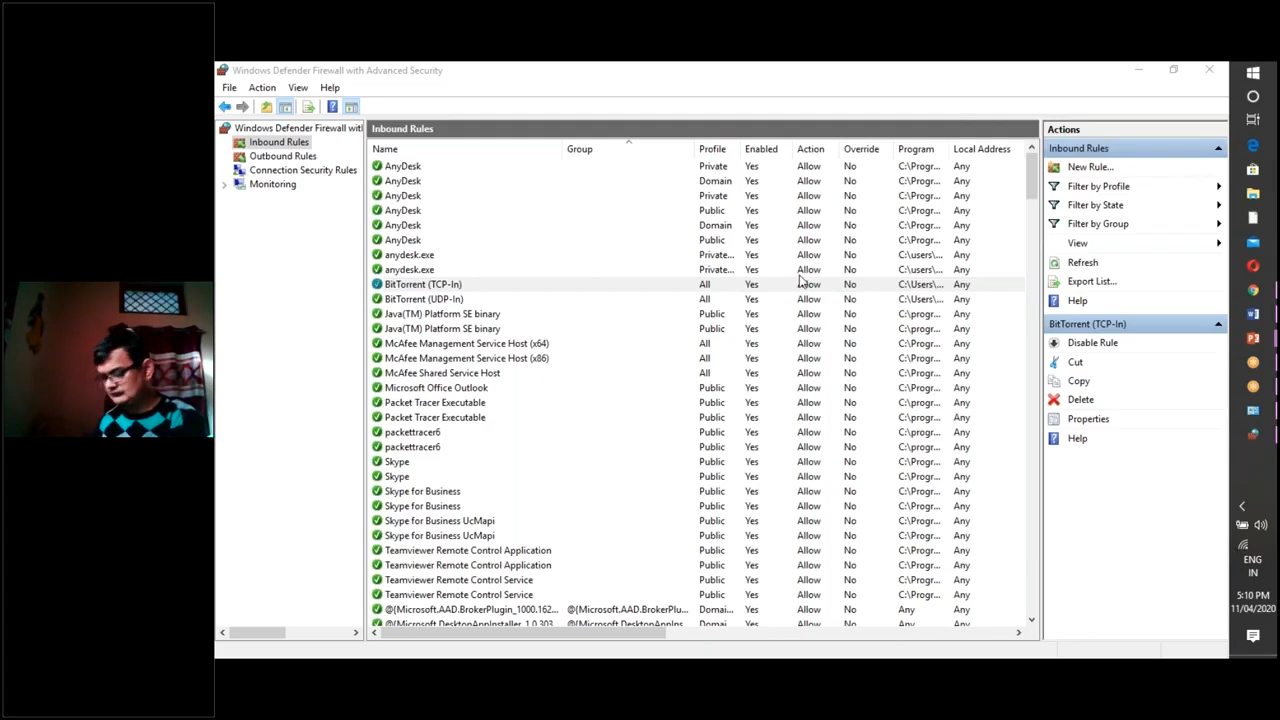 Windows Defender Firewall with Advanced Security
File Action View Help
Windows Defender Firewall with
Inbound Rules
Outbound Rules
Connection Security Rules
Monitoring
Inbound Rules
Name Group Profile Enabled Action Override Program Local Address
AnyDesk Private Yes Allow No C:\Progr... Any
AnyDesk Domain Yes Allow No C:\Progr... Any
AnyDesk Private Yes Allow No C:\Progr... Any
AnyDesk Public Yes Allow No C:\Progr... Any
AnyDesk Domain Yes Allow No C:\Progr... Any
AnyDesk Public Yes Allow No C:\Progr... Any
anydesk.exe Private... Yes Allow No C:\users\... Any
anydesk.exe Private... Yes Allow No C:\users\... Any
BitTorrent (TCP-In) All Yes Allow No C:\Users\... Any
BitTorrent (UDP-In) All Yes Allow No C:\Users\... Any
Java(TM) Platform SE binary Public Yes Allow No C:\progr... Any
Java(TM) Platform SE binary Public Yes Allow No C:\progr... Any
McAfee Management Service Host (x64) All Yes Allow No C:\Progr... Any
McAfee Management Service Host (x86) All Yes Allow No C:\Progr... Any
McAfee Shared Service Host All Yes Allow No C:\Progr... Any
Microsoft Office Outlook Public Yes Allow No C:\Progr... Any
Packet Tracer Executable Public Yes Allow No C:\progr... Any
Packet Tracer Executable Public Yes Allow No C:\progr... Any
packettracer6 Public Yes Allow No C:\progr... Any
packettracer6 Public Yes Allow No C:\progr... Any
Skype Public Yes Allow No C:\Progr... Any
Skype Public Yes Allow No C:\Progr... Any
Skype for Business Public Yes Allow No C:\Progr... Any
Skype for Business Public Yes Allow No C:\Progr... Any
Skype for Business UcMapi Public Yes Allow No C:\Progr... Any
Skype for Business UcMapi Public Yes Allow No C:\Progr... Any
Teamviewer Remote Control Application Public Yes Allow No C:\Progr... Any
Teamviewer Remote Control Application Public Yes Allow No C:\Progr... Any
Teamviewer Remote Control Service Public Yes Allow No C:\Progr... Any
Teamviewer Remote Control Service Public Yes Allow No C:\Progr... Any
@{Microsoft.AAD.BrokerPlugin_1000.162... @{Microsoft.AAD.BrokerPlu... Domai... Yes Allow No Any Any
@{Microsoft.DesktopAppInstaller_1.0.303... @{Microsoft.DesktopAppIns... Domai... Yes Allow No Any Any
Actions
Inbound Rules
New Rule...
Filter by Profile
Filter by State
Filter by Group
View
Refresh
Export List...
Help
BitTorrent (TCP-In)
Disable Rule
Cut
Copy
Delete
Properties
Help
ENG
IN
5:10 PM
11/04/2020